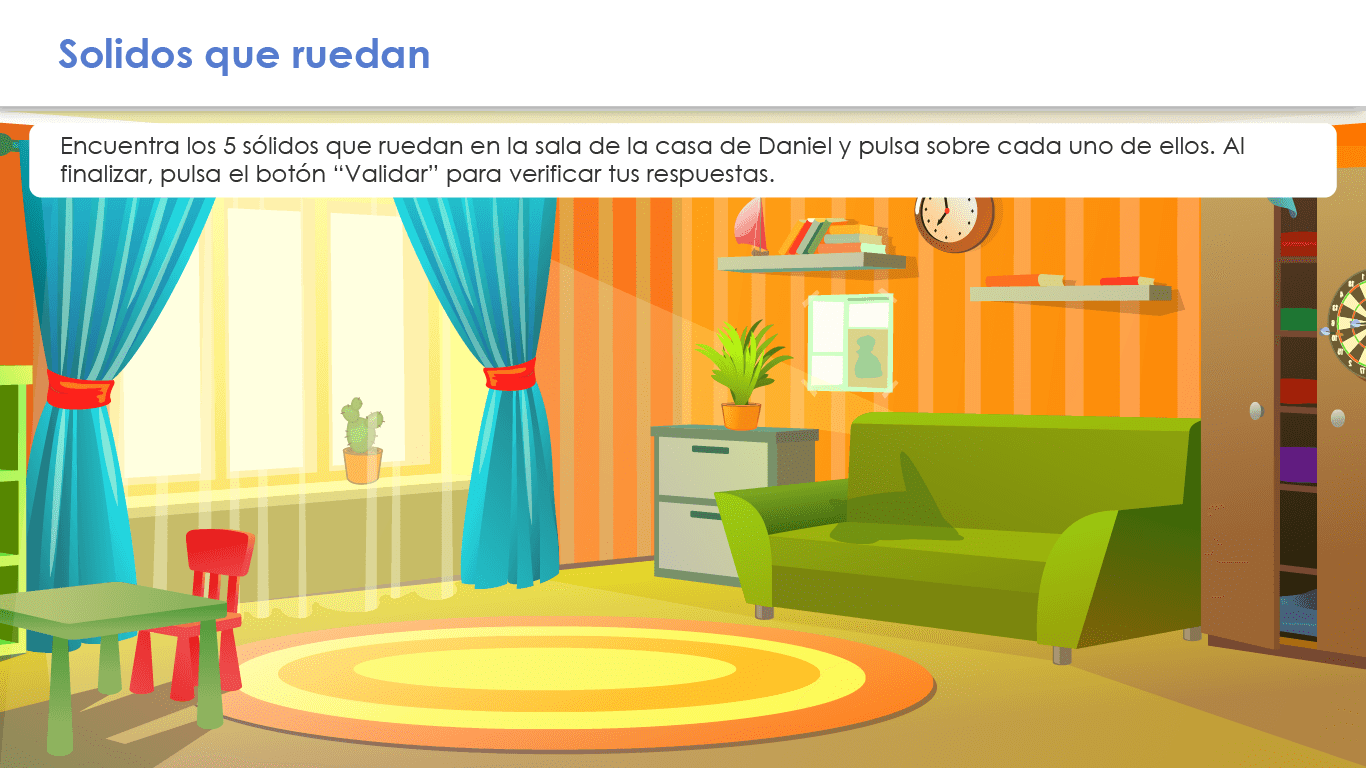 Solidos que ruedan
Encuentra los 5 sólidos que ruedan en la sala de la casa de Daniel y pulsa sobre cada uno de ellos. Al
finalizar, pulsa el botón “Validar” para verificar tus respuestas.